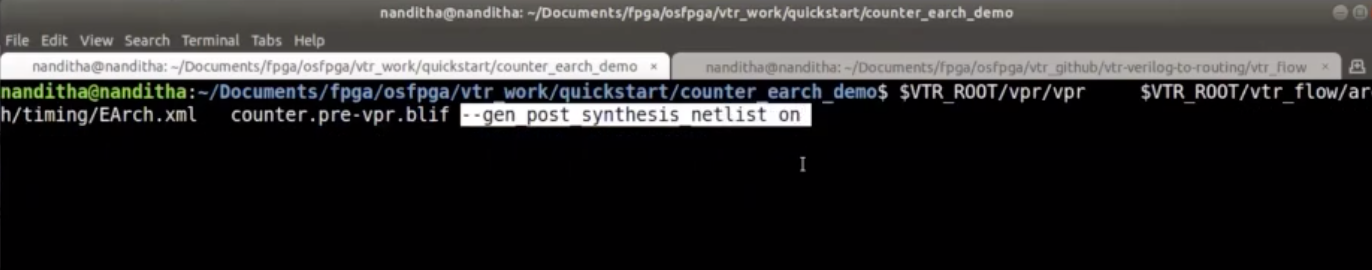 nanditha@nanditha: ~/Documents/fpga/osfpga/vtr_work/quickstart/counter_earch_demo
File Edit View Search Terminal Tabs Help
nanditha@nanditha: ~/Documents/fpga/osfpga/vtr_work/quickstart/counter_earch_demo × nanditha@nanditha: ~/Documents/fpga/osfpga/vtr_github/vtr-verilog-to-routing/vtr_flow ×
nanditha@nanditha:~/Documents/fpga/osfpga/vtr_work/quickstart/counter_earch_demo$ $VTR_ROOT/vpr/vpr $VTR_ROOT/vtr_flow/ar
h/timing/EArch.xml counter.pre-vpr.blif --gen_post_synthesis_netlist on